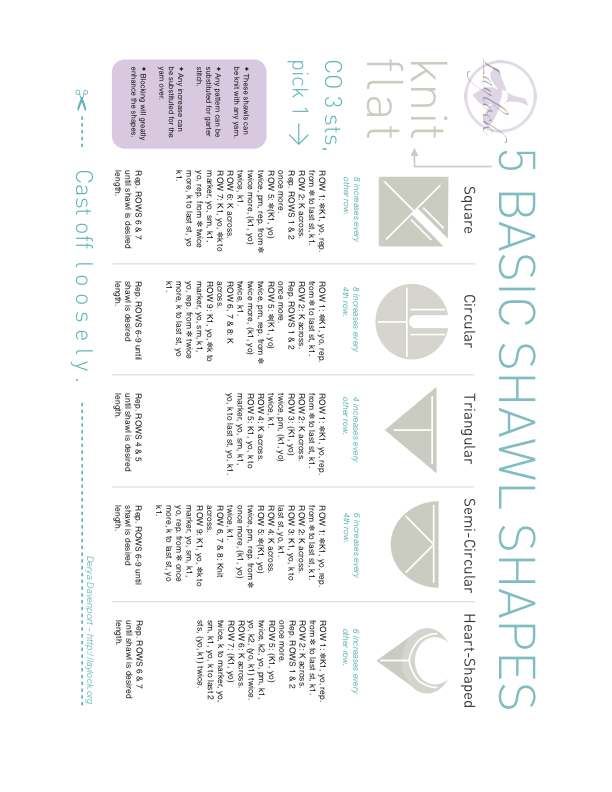 Laylock
5 BASIC SHAWL SHAPES
knit
flat
CO 3 sts,
pick 1 →
✦ These shawls can
be knit with any yarn.
✦ Any pattern can be
substituted for garter
stitch.
✦ Any increase can
be substituted for the
yarn over.
✦ Blocking will greatly
enhance the shapes.
Square
8 increases every
other row.
ROW 1: ✻K1, yo, rep.
from ✻ to last st, k1.
ROW 2: K across.
Rep. ROWS 1 & 2
once more.
ROW 5: ✻(K1, yo)
twice, pm, rep. from ✻
twice more, (k1, yo)
twice, k1.
ROW 6: K across.
ROW 7: K1, yo, ✻k to
marker, yo, sm, k1,
yo, rep. from ✻ twice
more, k to last st, yo
k1.
Rep. ROWS 6 & 7
until shawl is desired
length.
Circular
8 increases every
4th row.
ROW 1: ✻K1, yo, rep.
from ✻ to last st, k1.
ROW 2: K across.
Rep. ROWS 1 & 2
once more.
ROW 5: ✻(K1, yo)
twice, pm, rep. from ✻
twice more, (k1, yo)
twice, k1.
ROW 6, 7 & 8: K
across.
ROW 9: K1, yo, ✻k to
marker, yo, sm, k1,
yo, rep. from ✻ twice
more, k to last st, yo
k1.
Rep. ROWS 6-9 until
shawl is desired
length.
Triangular
4 increases every
other row.
ROW 1: ✻K1, yo, rep.
from ✻ to last st, k1.
ROW 2: K across.
ROW 3: (K1, yo)
twice, pm, (k1, yo)
twice, k1.
ROW 4: K across.
ROW 5: K1, yo, k to
marker, yo, sm, k1,
yo, k to last st, yo, k1.
Rep. ROWS 4 & 5
until shawl is desired
length.
Semi-Circular
6 increases every
4th row.
ROW 1: ✻K1, yo, rep.
from ✻ to last st, k1.
ROW 2: K across.
ROW 3: K1, yo, k to
last st, yo, k1.
ROW 4: K across.
ROW 5: ✻(K1, yo)
twice, pm, rep. from ✻
once more, (k1, yo)
twice, k1.
ROW 6, 7 & 8: Knit
across.
ROW 9: K1, yo, ✻k to
marker, yo, sm, k1,
yo, rep. from ✻ once
more, k to last st, yo
k1.
Rep. ROWS 6-9 until
shawl is desired
length.
Heart-Shaped
6 increases every
other row.
ROW 1: ✻K1, yo, rep.
from ✻ to last st, k1.
ROW 2: K across.
Rep. ROWS 1 & 2
once more.
ROW 5: (K1, yo)
twice, k2, yo, pm, k1,
yo, k2, (yo, k1) twice.
ROW 6: K across.
ROW 7: (K1, yo)
twice, k to marker, yo,
sm, k1, yo, k to last 2
sts, (yo, k1) twice.
Rep. ROWS 6 & 7
until shawl is desired
length.
Cast off loosely.
Derya Davenport - http://laylock.org